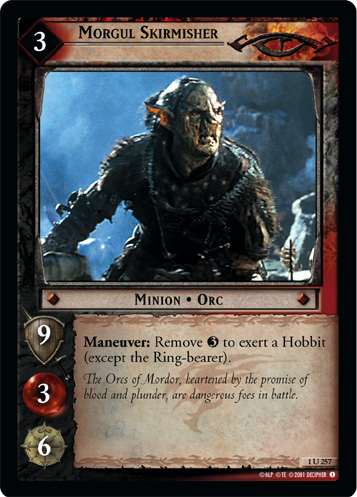 3
MORGUL SKIRMISHER
MINION • ORC
9
Maneuver: Remove 3 to exert a Hobbit
(except the Ring-bearer).
3
The Orcs of Mordor, heartened by the promise of
blood and plunder, are dangerous foes in battle.
6
1 U 257
©NLP ©TE ©2001 DECIPHER